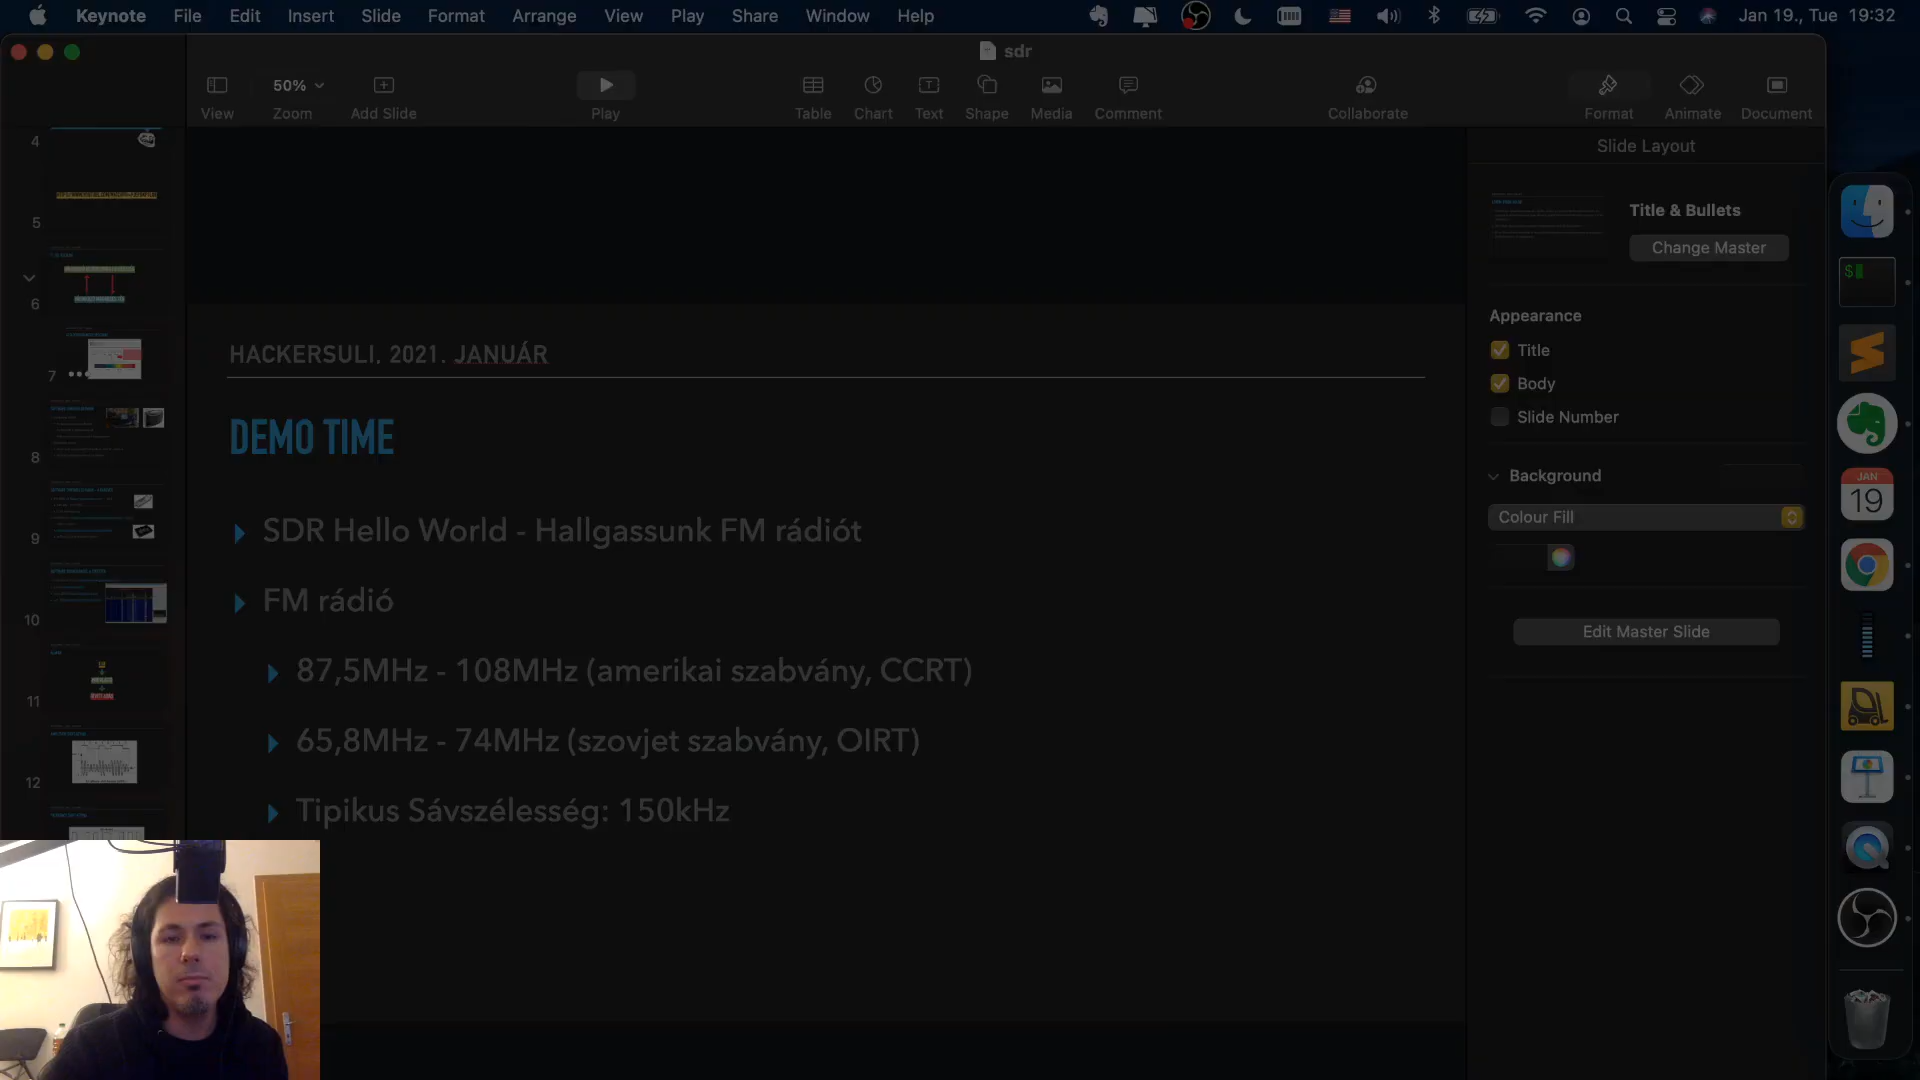 Keynote File Edit Insert Slide Format Arrange View Play Share Window Help Jan 19., Tue 19:32
sdr
50%
View Zoom Add Slide Play Table Chart Text Shape Media Comment Collaborate Format Animate Document
4
5
6
7
8
9
10
11
12
HACKERSULI, 2021. JANUÁR
DEMO TIME
SDR Hello World - Hallgassunk FM rádiót
FM rádió
87,5MHz - 108MHz (amerikai szabvány, CCRT)
65,8MHz - 74MHz (szovjet szabvány, OIRT)
Tipikus Sávszélesség: 150kHz
Slide Layout
Title & Bullets
Change Master
Appearance
Title
Body
Slide Number
Background
Colour Fill
Edit Master Slide
$
JAN
19